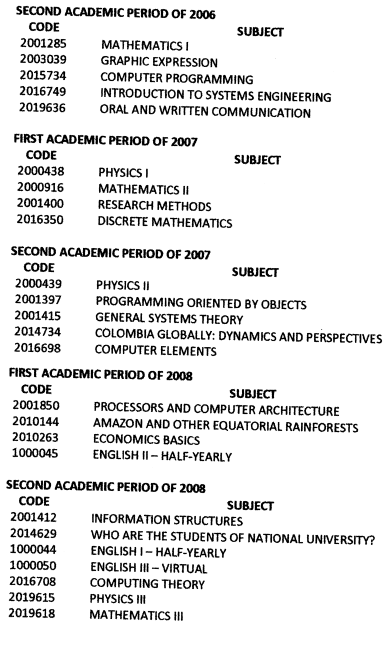 SECOND ACADEMIC PERIOD OF 2006
CODE SUBJECT
2001285 MATHEMATICS I
2003039 GRAPHIC EXPRESSION
2015734 COMPUTER PROGRAMMING
2016749 INTRODUCTION TO SYSTEMS ENGINEERING
2019636 ORAL AND WRITTEN COMMUNICATION
FIRST ACADEMIC PERIOD OF 2007
CODE SUBJECT
2000438 PHYSICS I
2000916 MATHEMATICS II
2001400 RESEARCH METHODS
2016350 DISCRETE MATHEMATICS
SECOND ACADEMIC PERIOD OF 2007
CODE SUBJECT
2000439 PHYSICS II
2001397 PROGRAMMING ORIENTED BY OBJECTS
2001415 GENERAL SYSTEMS THEORY
2014734 COLOMBIA GLOBALLY: DYNAMICS AND PERSPECTIVES
2016698 COMPUTER ELEMENTS
FIRST ACADEMIC PERIOD OF 2008
CODE SUBJECT
2001850 PROCESSORS AND COMPUTER ARCHITECTURE
2010144 AMAZON AND OTHER EQUATORIAL RAINFORESTS
2010263 ECONOMICS BASICS
1000045 ENGLISH II – HALF-YEARLY
SECOND ACADEMIC PERIOD OF 2008
CODE SUBJECT
2001412 INFORMATION STRUCTURES
2014629 WHO ARE THE STUDENTS OF NATIONAL UNIVERSITY?
1000044 ENGLISH I – HALF-YEARLY
1000050 ENGLISH III – VIRTUAL
2016708 COMPUTING THEORY
2019615 PHYSICS III
2019618 MATHEMATICS III